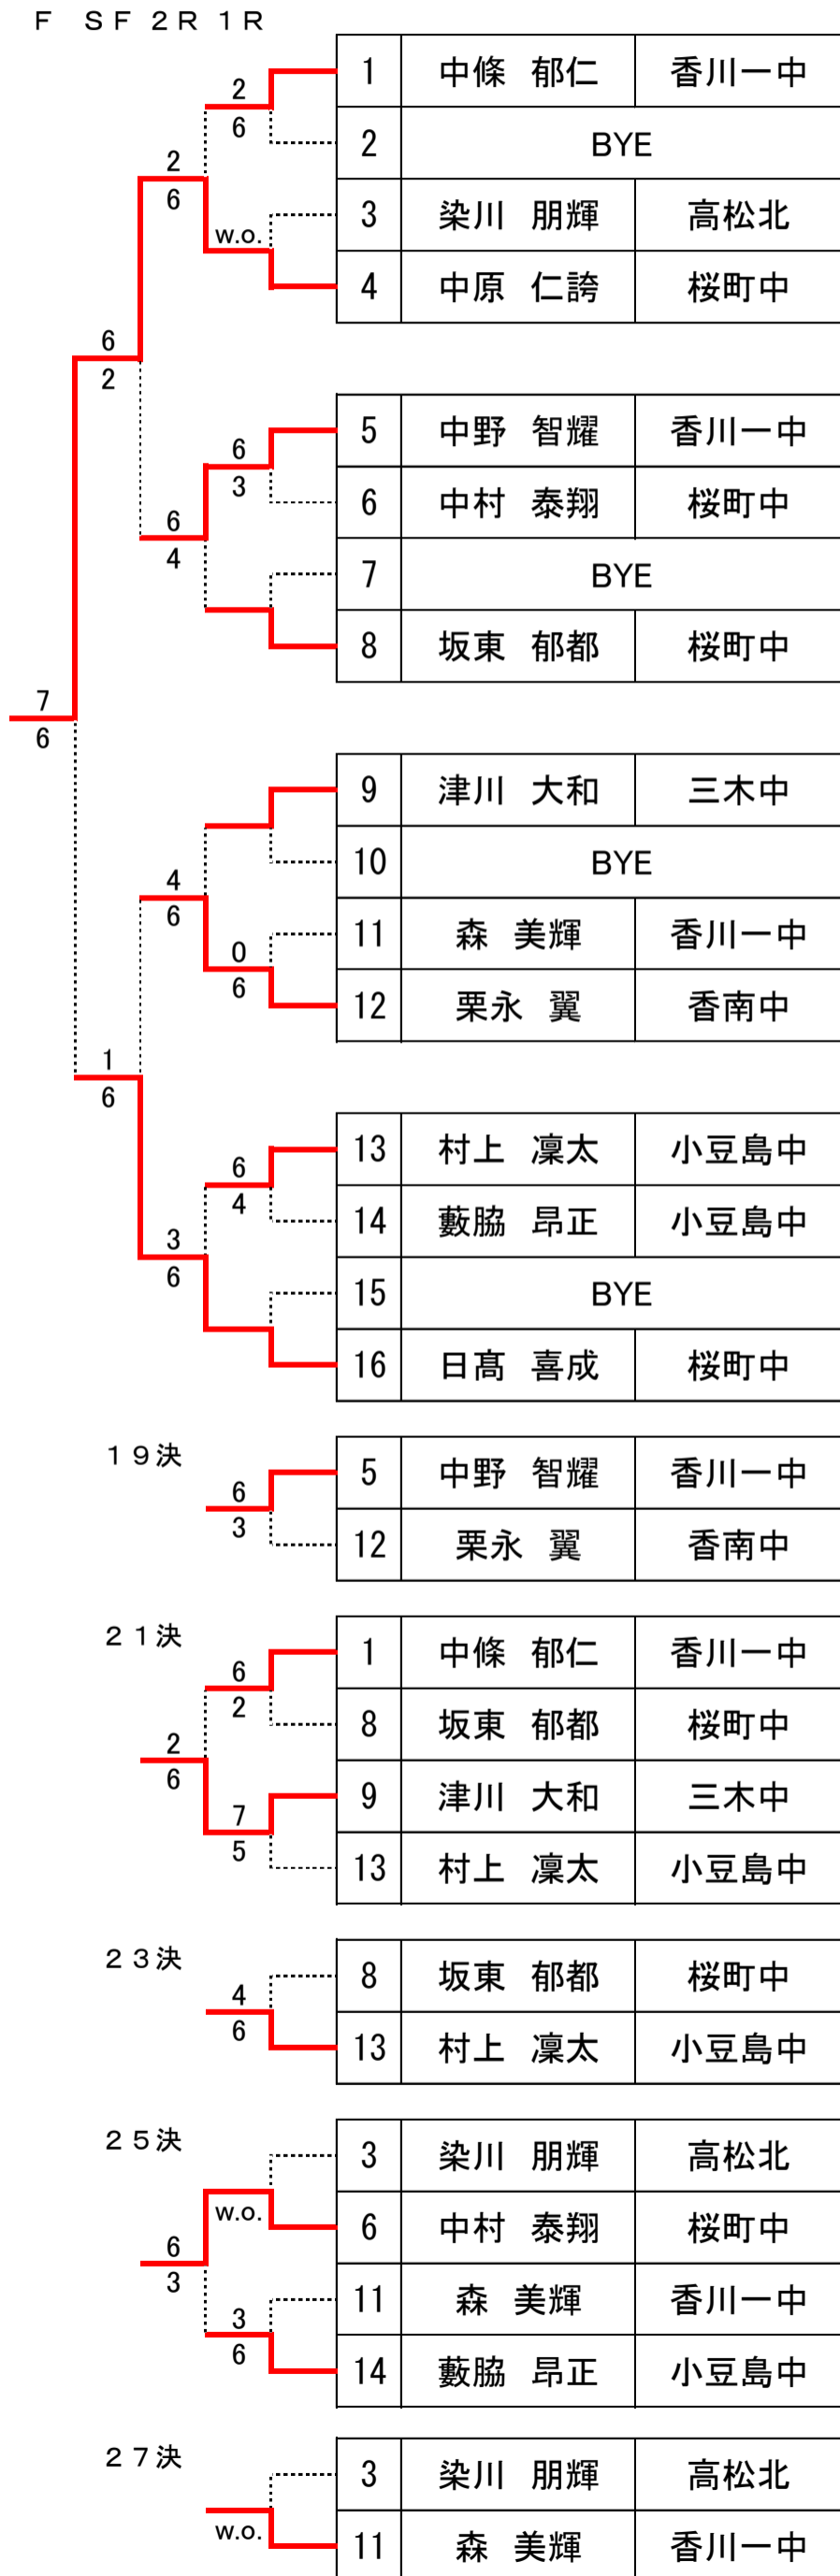 F SF 2R 1R
1 中條 郁仁 香川一中
2
6
2 BYE
2
6
3 染川 朋輝 高松北
w.o.
4 中原 仁誇 桜町中
6
2
5 中野 智耀 香川一中
6
3
6 中村 泰翔 桜町中
6
4
7 BYE
8 坂東 郁都 桜町中
7
6
9 津川 大和 三木中
10 BYE
4
6
11 森 美輝 香川一中
0
6
12 栗永 翼 香南中
1
6
13 村上 凜太 小豆島中
6
4
14 藪脇 昂正 小豆島中
3
6
15 BYE
16 日髙 喜成 桜町中
19決
5 中野 智耀 香川一中
6
3
12 栗永 翼 香南中
21決
1 中條 郁仁 香川一中
6
2
8 坂東 郁都 桜町中
2
6
9 津川 大和 三木中
7
5
13 村上 凜太 小豆島中
23決
8 坂東 郁都 桜町中
4
6
13 村上 凜太 小豆島中
25決
3 染川 朋輝 高松北
w.o.
6 中村 泰翔 桜町中
6
3
11 森 美輝 香川一中
3
6
14 藪脇 昂正 小豆島中
27決
3 染川 朋輝 高松北
w.o.
11 森 美輝 香川一中